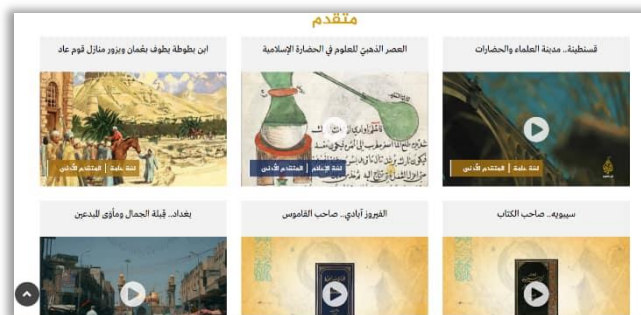 متقدم
قسنطينة.. مدينة العلماء والحضارات
العصر الذهبيّ للعلوم في الحضارة الإسلامية
ابن بطوطة يطوف بعُمان ويزور منازل قوم عاد
لغة عامة | المتقدم الأدنى
لغة الإعلام | المتقدم الأدنى
لغة عامة | المتقدم الأدنى
سيبويه.. صاحب الكتاب
الفيروز آبادي.. صاحب القاموس
بغداد.. قِبلة الجمال ومأوى المبدعين